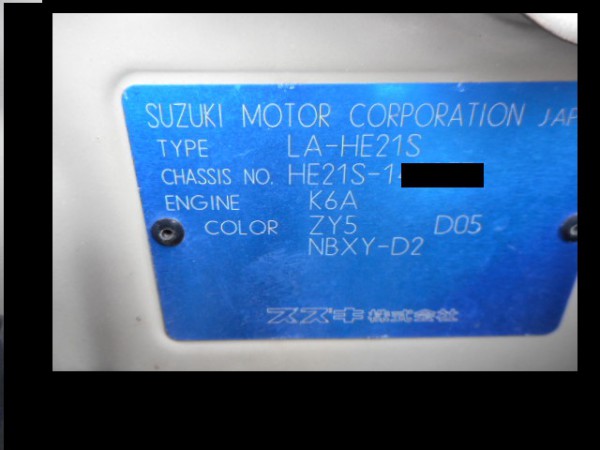 SUZUKI MOTOR CORPORATION JAP
TYPE LA-HE21S
CHASSIS NO. HE21S-1
ENGINE K6A
COLOR ZY5 D05
NBXY-D2
スズキ株式会社